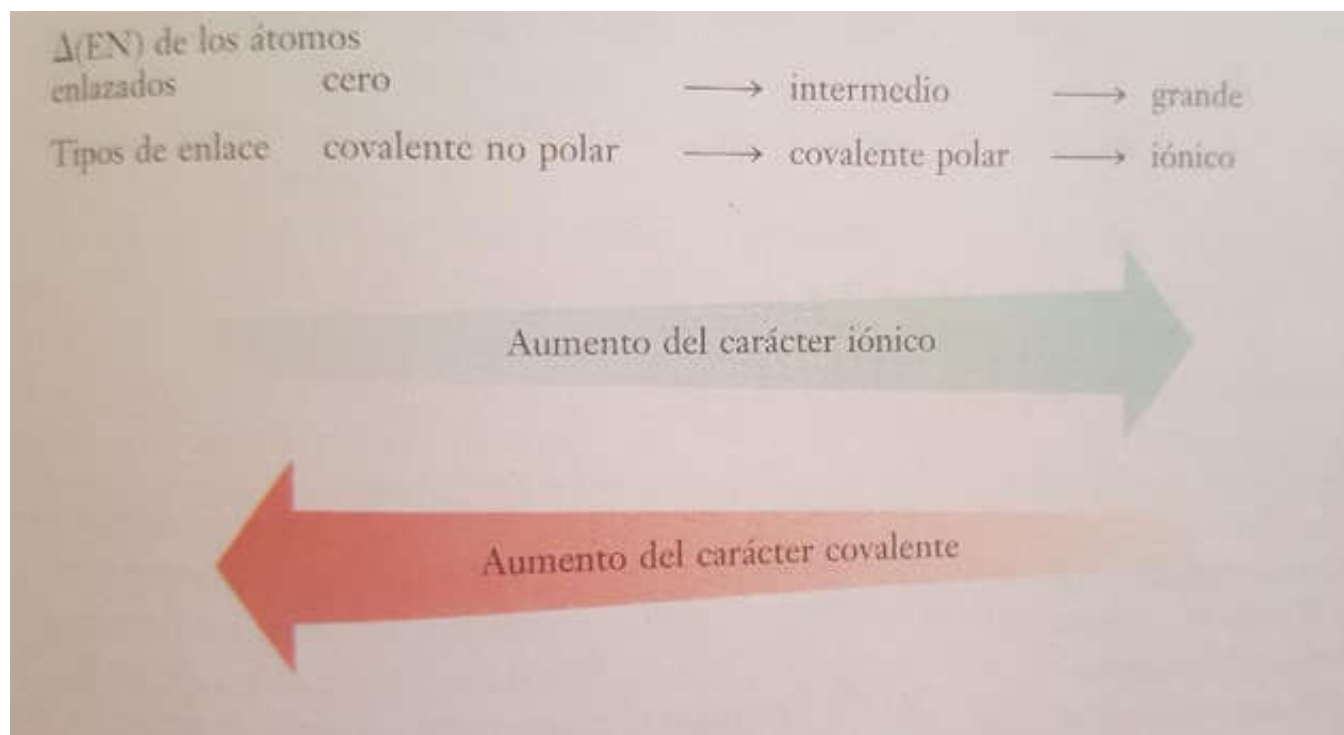 Δ(EN) de los átomos
enlazados cero ⟶ intermedio ⟶ grande
Tipos de enlace covalente no polar ⟶ covalente polar ⟶ iónico
Aumento del carácter iónico
Aumento del carácter covalente